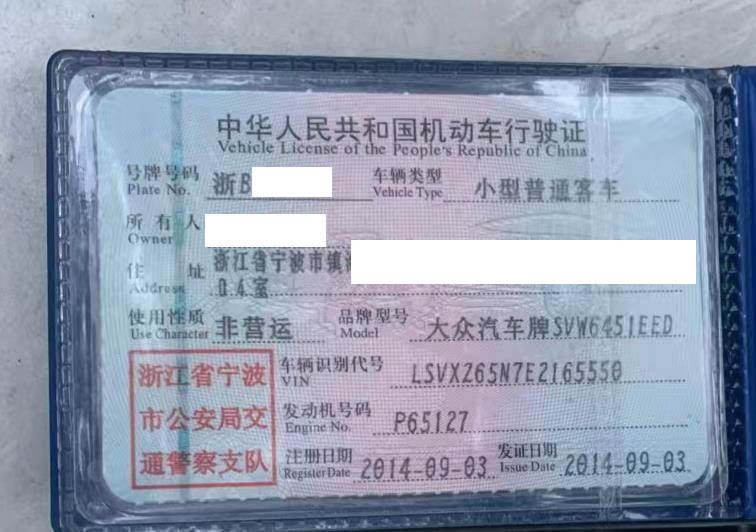 中华人民共和国机动车行驶证
Vehicle License of the People's Republic of China
号牌号码 浙B 车辆类型 小型普通客车
Plate No. Vehicle Type
所有人
Owner
住址 浙江省宁波市镇
Address 04室
使用性质 非营运 品牌型号 大众汽车牌SVW6451EED
Use Character Model
浙江省宁波 车辆识别代号 LSVXZ65N7E2165550
VIN
市公安局交 发动机号码 P65127
Engine No.
通警察支队 注册日期 2014-09-03 发证日期 2014-09-03
Register Date Issue Date